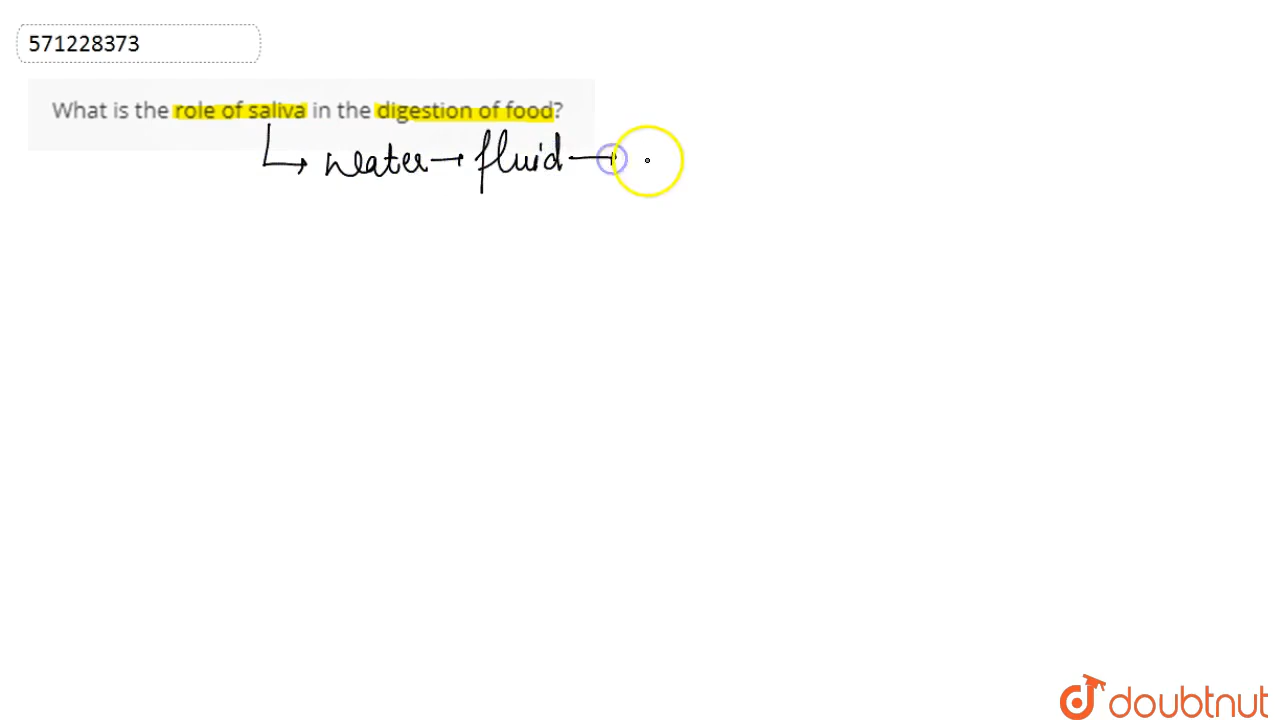 571228373
What is the role of saliva in the digestion of food?
↳ water → fluid →
doubtnut